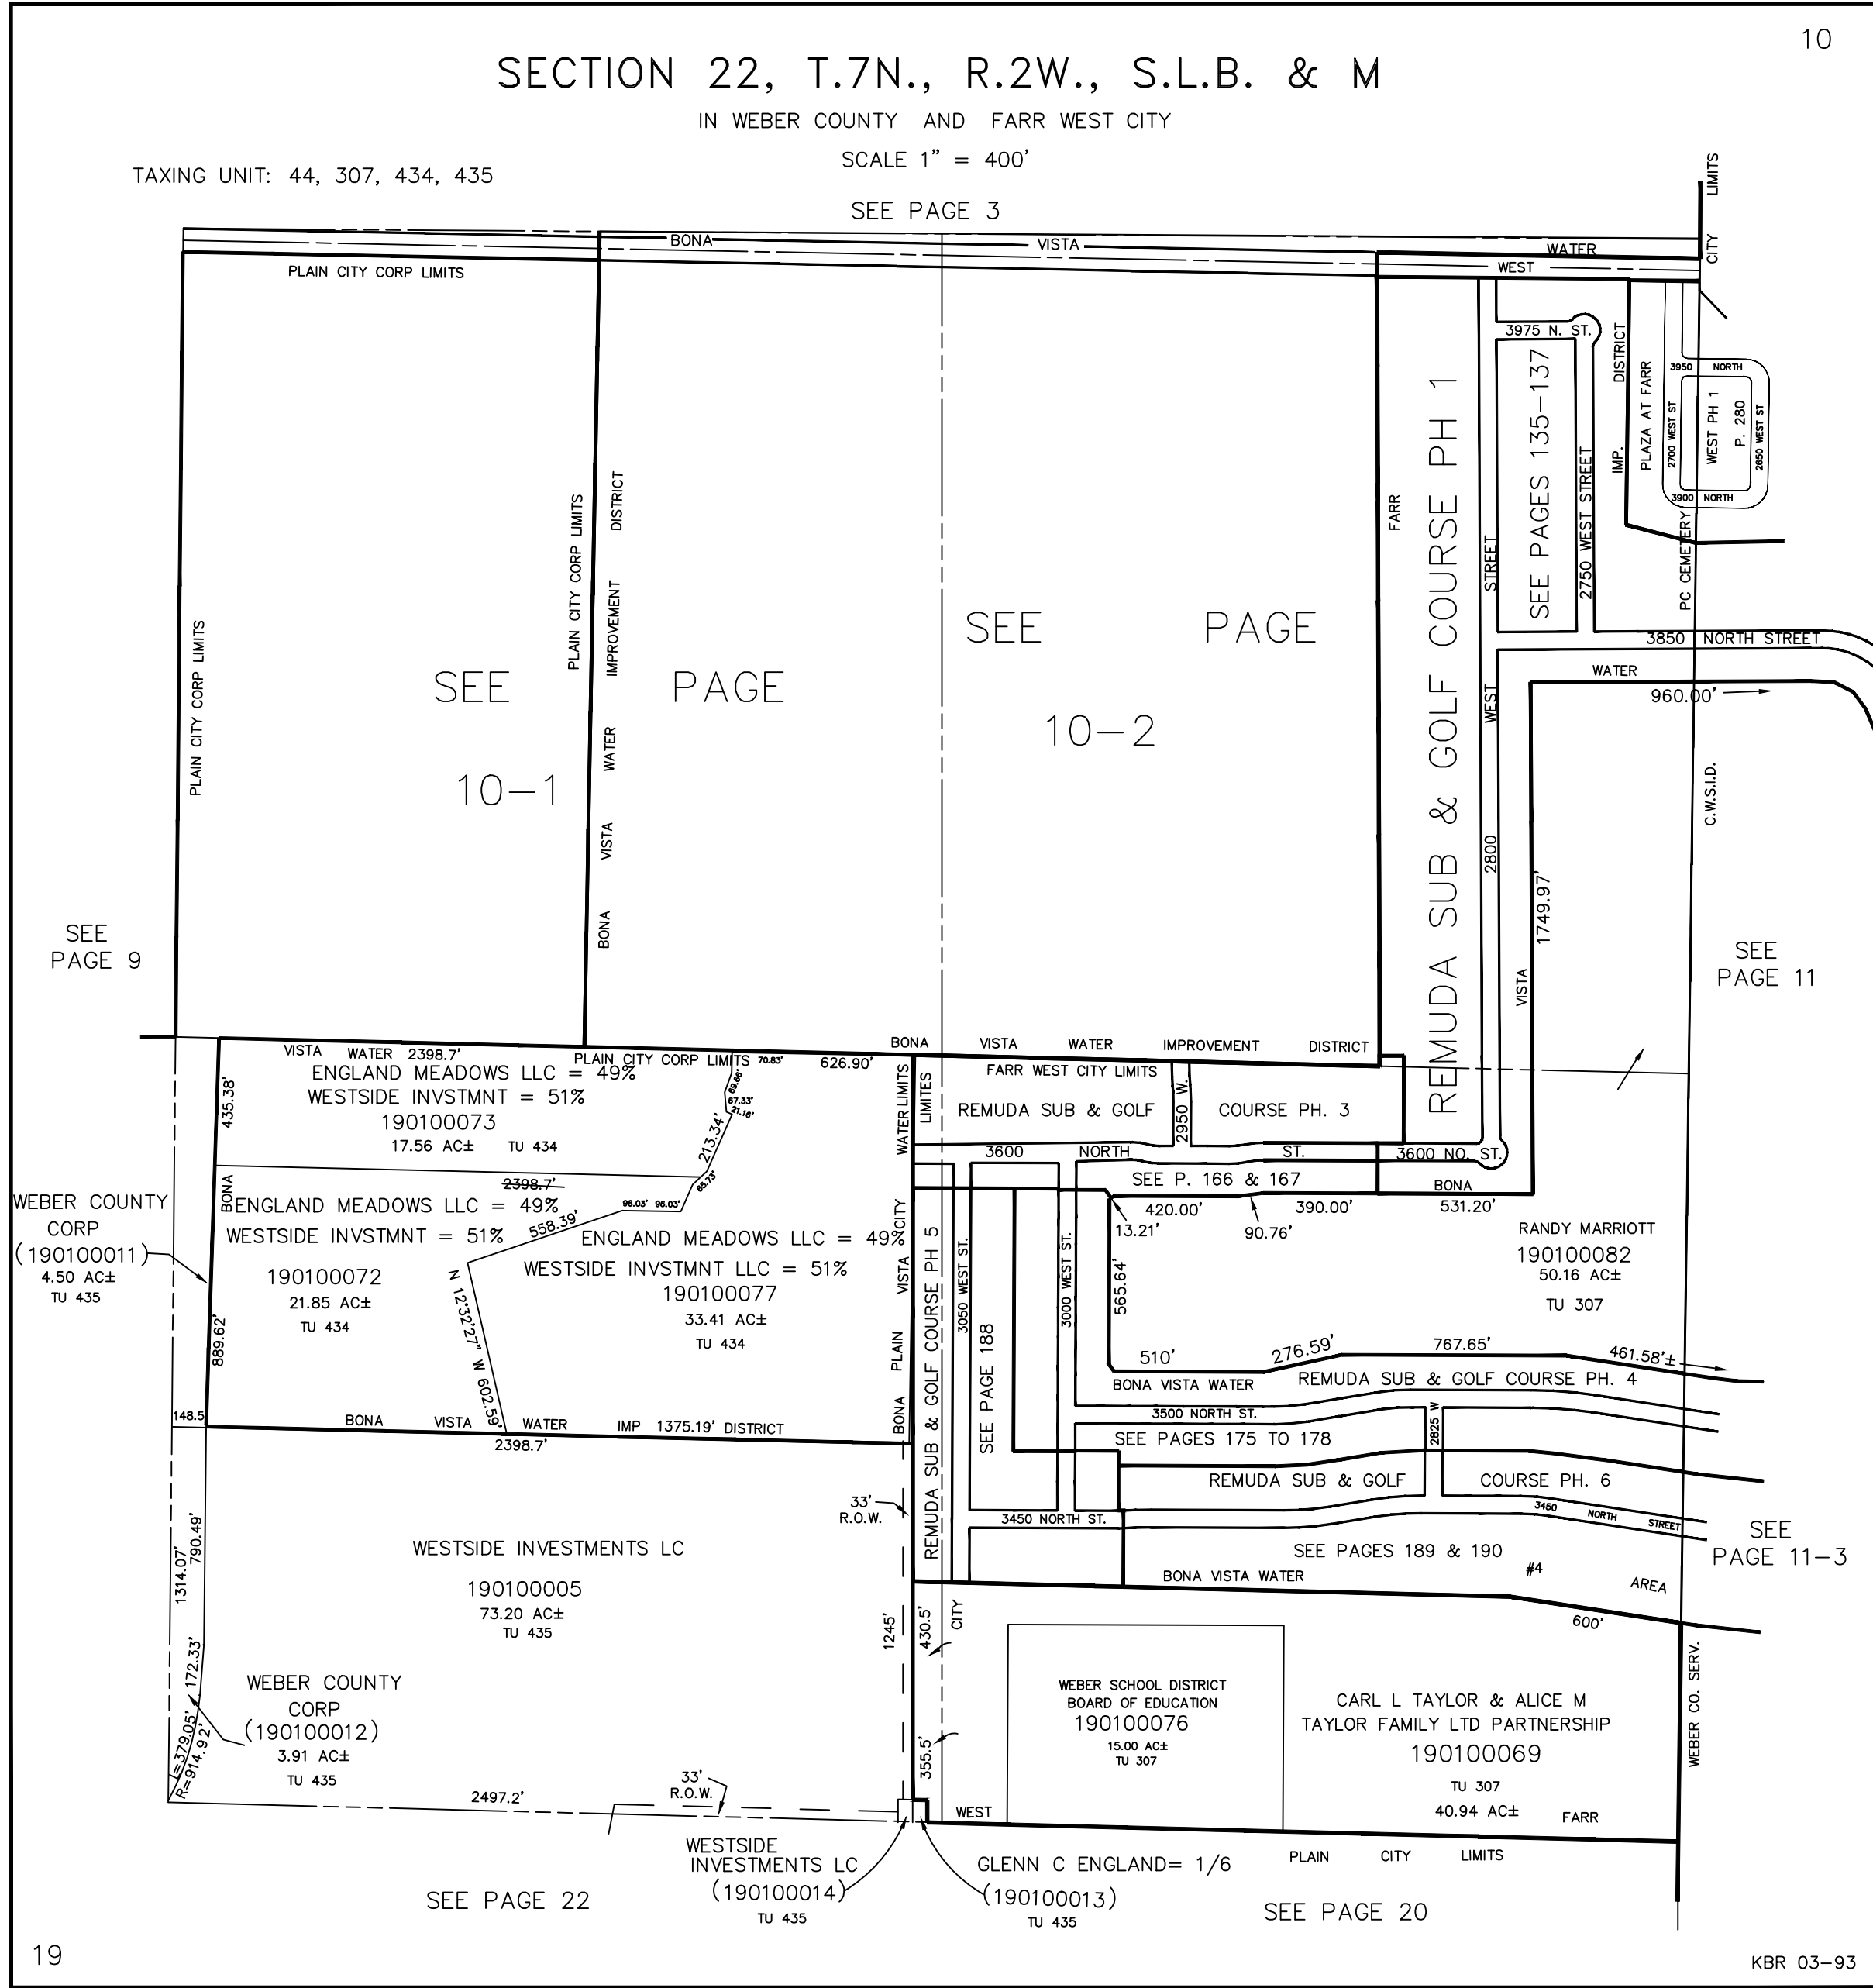 10
SECTION 22, T.7N., R.2W., S.L.B. & M
IN WEBER COUNTY AND FARR WEST CITY
SCALE 1" = 400'
TAXING UNIT: 44, 307, 434, 435
SEE PAGE 3
CITY LIMITS
BONA VISTA WATER
PLAIN CITY CORP LIMITS
WEST
3975 N. ST.
PLAIN CITY CORP LIMITS
PLAIN CITY CORP LIMITS
BONA VISTA WATER IMPROVEMENT DISTRICT
SEE PAGE
10-1
SEE PAGE
10-2
FARR
REMUDA SUB & GOLF COURSE PH 1
2800 WEST STREET
SEE PAGES 135-137
2750 WEST STREET
IMP. DISTRICT
PLAZA AT FARR
WEST PH 1
P. 280
3950 NORTH
2700 WEST ST
2650 WEST ST
3900 NORTH
PC CEMETERY
3850 NORTH STREET
WATER
960.00'
C.W.S.I.D.
1749.97'
VISTA
SEE
PAGE 9
SEE
PAGE 11
VISTA WATER 2398.7'
PLAIN CITY CORP LIMITS 70.83' 626.90'
BONA VISTA WATER IMPROVEMENT DISTRICT
ENGLAND MEADOWS LLC = 49%
WESTSIDE INVSTMNT = 51%
190100073
17.56 AC± TU 434
435.38'
69.66'
67.33'
21.16'
213.34'
65.73'
WATER LIMITS
LIMITES
FARR WEST CITY LIMITS
REMUDA SUB & GOLF COURSE PH. 3
2950 W.
3600 NORTH ST.
3600 NO. ST.
SEE P. 166 & 167
BONA
420.00' 390.00' 531.20'
13.21' 90.76'
2398.7'
BONA
ENGLAND MEADOWS LLC = 49%
WESTSIDE INVSTMNT = 51%
190100072
21.85 AC±
TU 434
96.03' 96.03'
558.39'
N 12°32'27" W 602.59'
ENGLAND MEADOWS LLC = 49%
WESTSIDE INVSTMNT LLC = 51%
190100077
33.41 AC±
TU 434
WEBER COUNTY
CORP
(190100011)
4.50 AC±
TU 435
889.62'
BONA PLAIN VISTA CITY
REMUDA SUB & GOLF COURSE PH 5
3050 WEST ST.
SEE PAGE 188
3000 WEST ST.
565.64'
RANDY MARRIOTT
190100082
50.16 AC±
TU 307
510' 276.59' 767.65' 461.58'±
BONA VISTA WATER
REMUDA SUB & GOLF COURSE PH. 4
3500 NORTH ST.
2825 W
SEE PAGES 175 TO 178
REMUDA SUB & GOLF COURSE PH. 6
3450 NORTH ST.
3450 NORTH STREET
SEE PAGES 189 & 190
BONA VISTA WATER
#4 AREA
600'
SEE
PAGE 11-3
148.5
BONA VISTA WATER IMP 1375.19' DISTRICT
2398.7'
33'
R.O.W.
WESTSIDE INVESTMENTS LC
190100005
73.20 AC±
TU 435
1314.07'
790.49'
172.33'
L=379.05'
R=914.92'
WEBER COUNTY
CORP
(190100012)
3.91 AC±
TU 435
1245'
430.5'
CITY
355.5'
WEBER SCHOOL DISTRICT
BOARD OF EDUCATION
190100076
15.00 AC±
TU 307
CARL L TAYLOR & ALICE M
TAYLOR FAMILY LTD PARTNERSHIP
190100069
TU 307
40.94 AC±
WEBER CO. SERV.
2497.2'
33'
R.O.W.
WEST
FARR
PLAIN CITY LIMITS
WESTSIDE
INVESTMENTS LC
(190100014)
TU 435
GLENN C ENGLAND= 1/6
(190100013)
TU 435
SEE PAGE 22
SEE PAGE 20
19
KBR 03-93